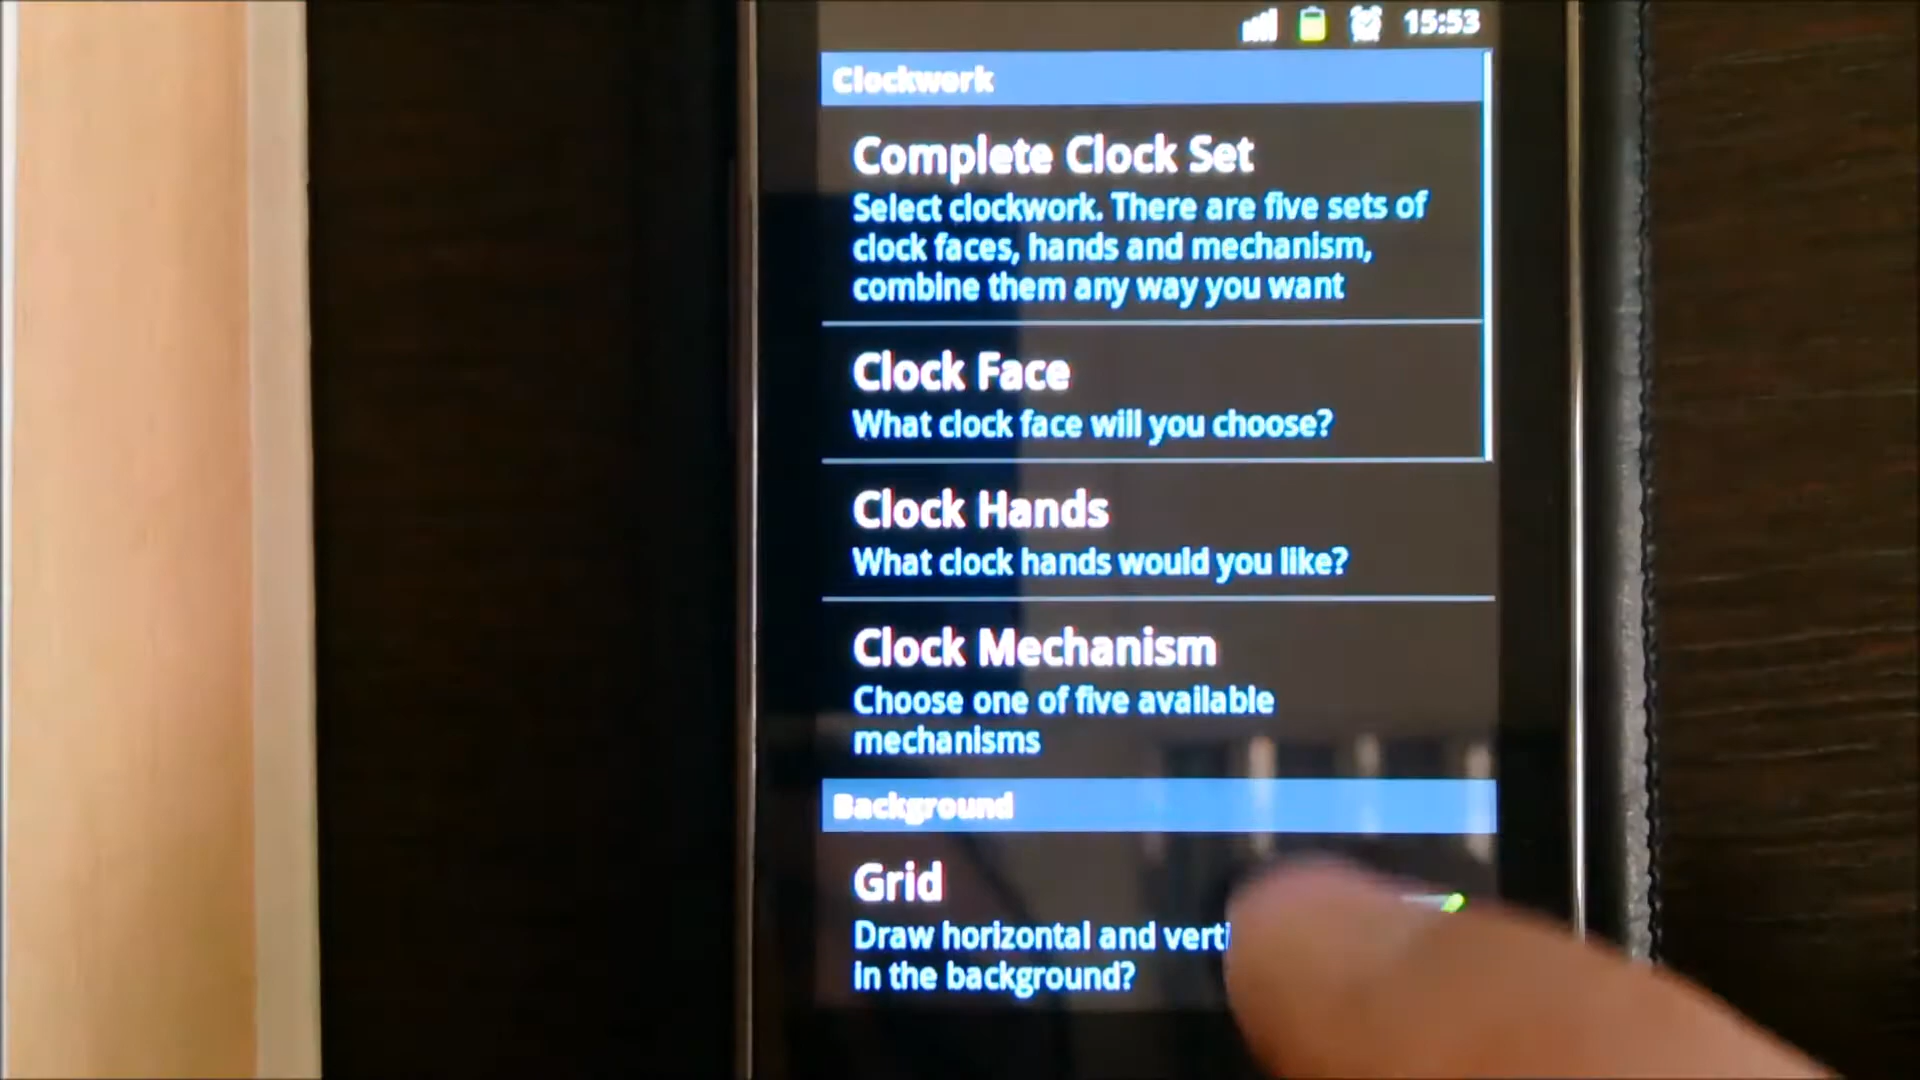 15:53
Clockwork
Complete Clock Set
Select clockwork. There are five sets of
clock faces, hands and mechanism,
combine them any way you want
Clock Face
What clock face will you choose?
Clock Hands
What clock hands would you like?
Clock Mechanism
Choose one of five available
mechanisms
Background
Grid
Draw horizontal and
in the background?